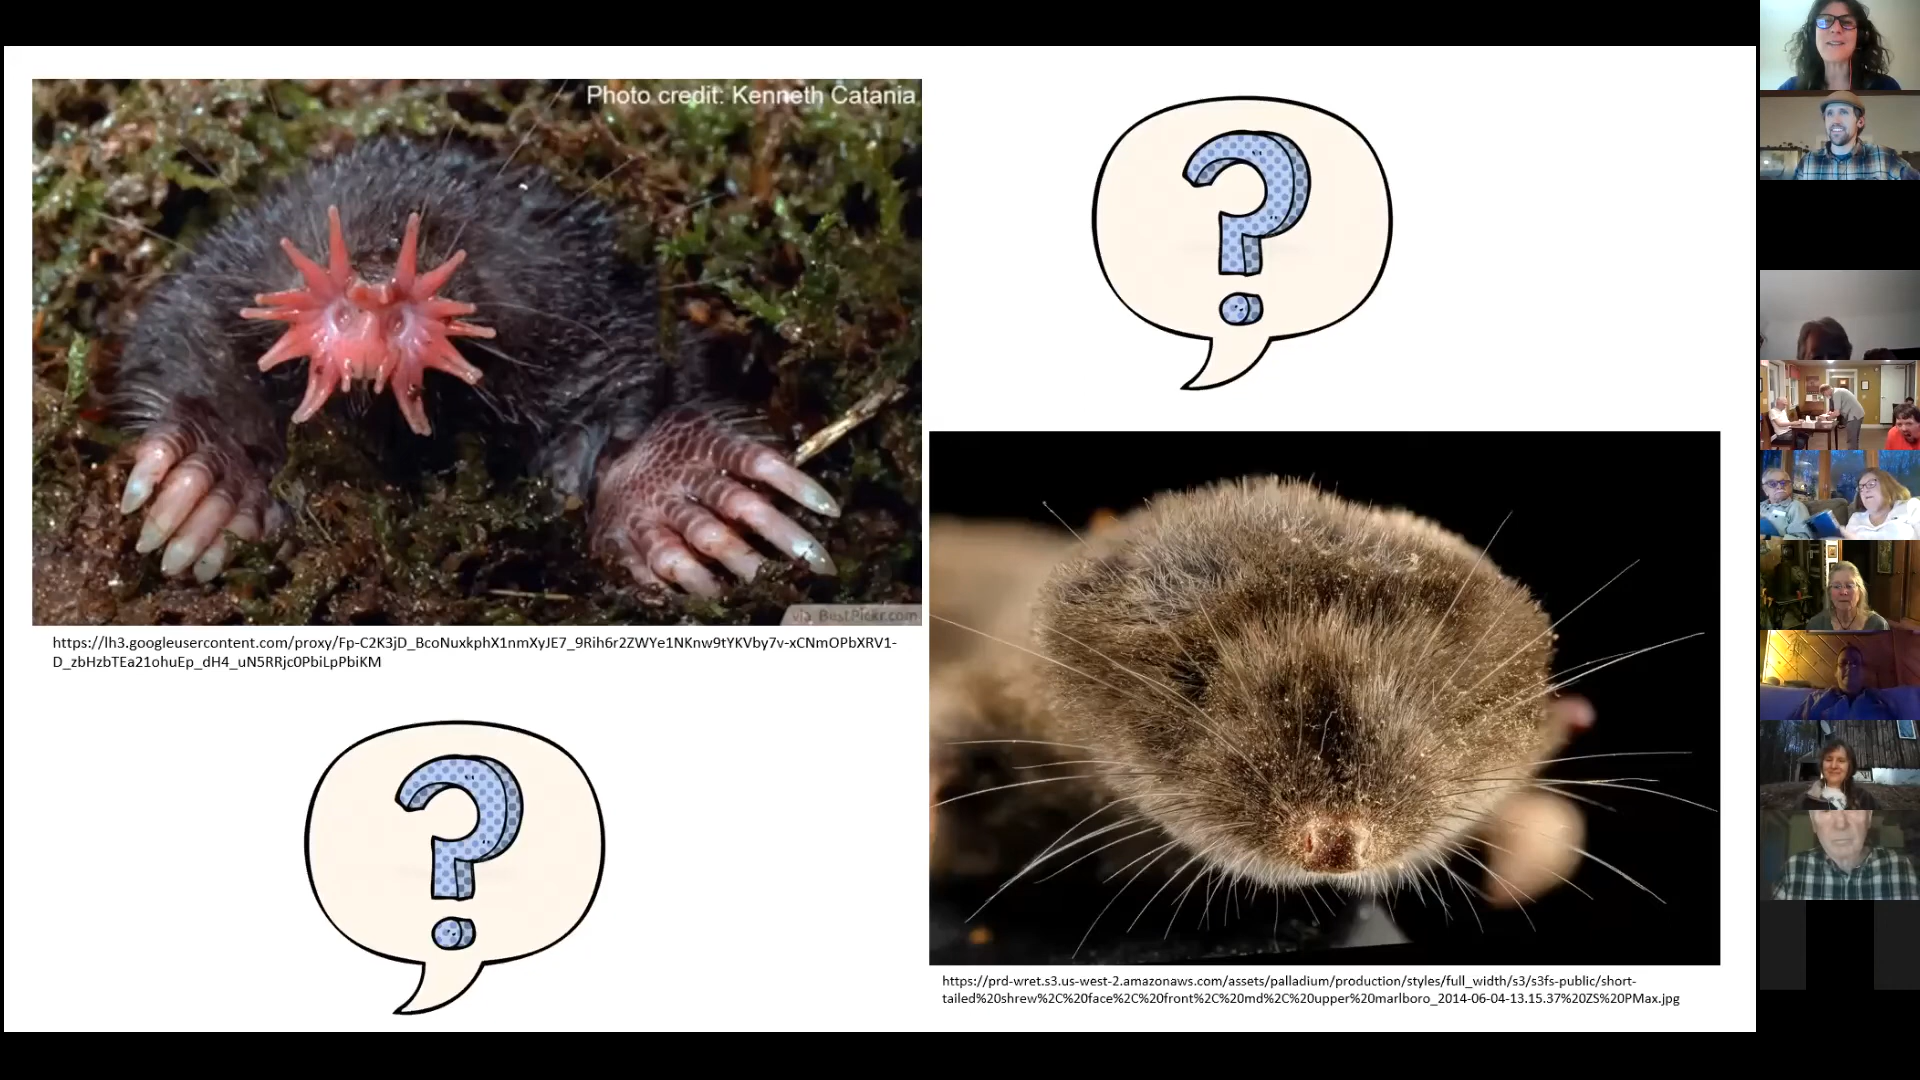 Photo credit: Kenneth Catania
?
via BestPickr.com
https://lh3.googleusercontent.com/proxy/Fp-C2K3jD_BcoNuxkphX1nmXyJE7_9Rih6r2ZWYe1NKnw9tYKVby7v-xCNmOPbXRV1-
D_zbHzbTEa21ohuEp_dH4_uN5RRjc0PbiLpPbiKM
?
https://prd-wret.s3.us-west-2.amazonaws.com/assets/palladium/production/styles/full_width/s3/s3fs-public/short-
tailed%20shrew%2C%20face%2C%20front%2C%20md%2C%20upper%20marlboro_2014-06-04-13.15.37%20ZS%20PMax.jpg